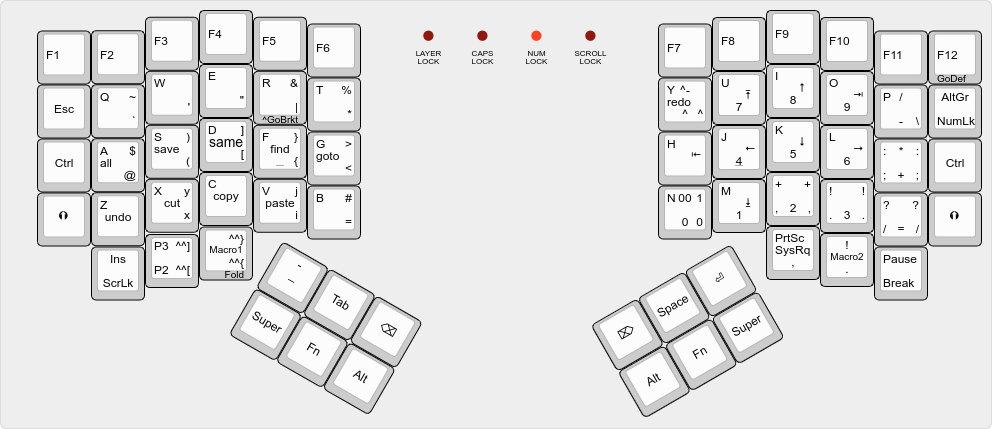 F1
F2
F3
F4
F5
F6
LAYER
LOCK
CAPS
LOCK
NUM
LOCK
SCROLL
LOCK
F7
F8
F9
F10
F11
F12
GoDef
Esc
Q ~
`
W
'
E
"
R &
|
^GoBrkt
T %
*
Y ^-
redo
^ ^
U ⤒
7
I ↑
8
O ⇥
9
P /
- \
AltGr
NumLk
Ctrl
A $
all
@
S )
save
(
D ]
same
[
F }
find
_ {
G >
goto
<
H
⇤
J ←
4
K ↓
5
L →
6
: * :
; + ;
Ctrl
Z
undo
X y
cut
x
C
copy
V j
paste
i
B #
=
N 00 1
0 0
M ⤓
1
+ +
, 2 ,
! !
. 3 .
? ?
/ = /
Ins
ScrLk
P3 ^^]
P2 ^^[
^^}
Macro1
^^{
Fold
PrtSc
SysRq
,
!
Macro2
.
Pause
Break
-
_
Tab
⌫
Super
Fn
Alt
⌦
Space
⏎
Alt
Fn
Super